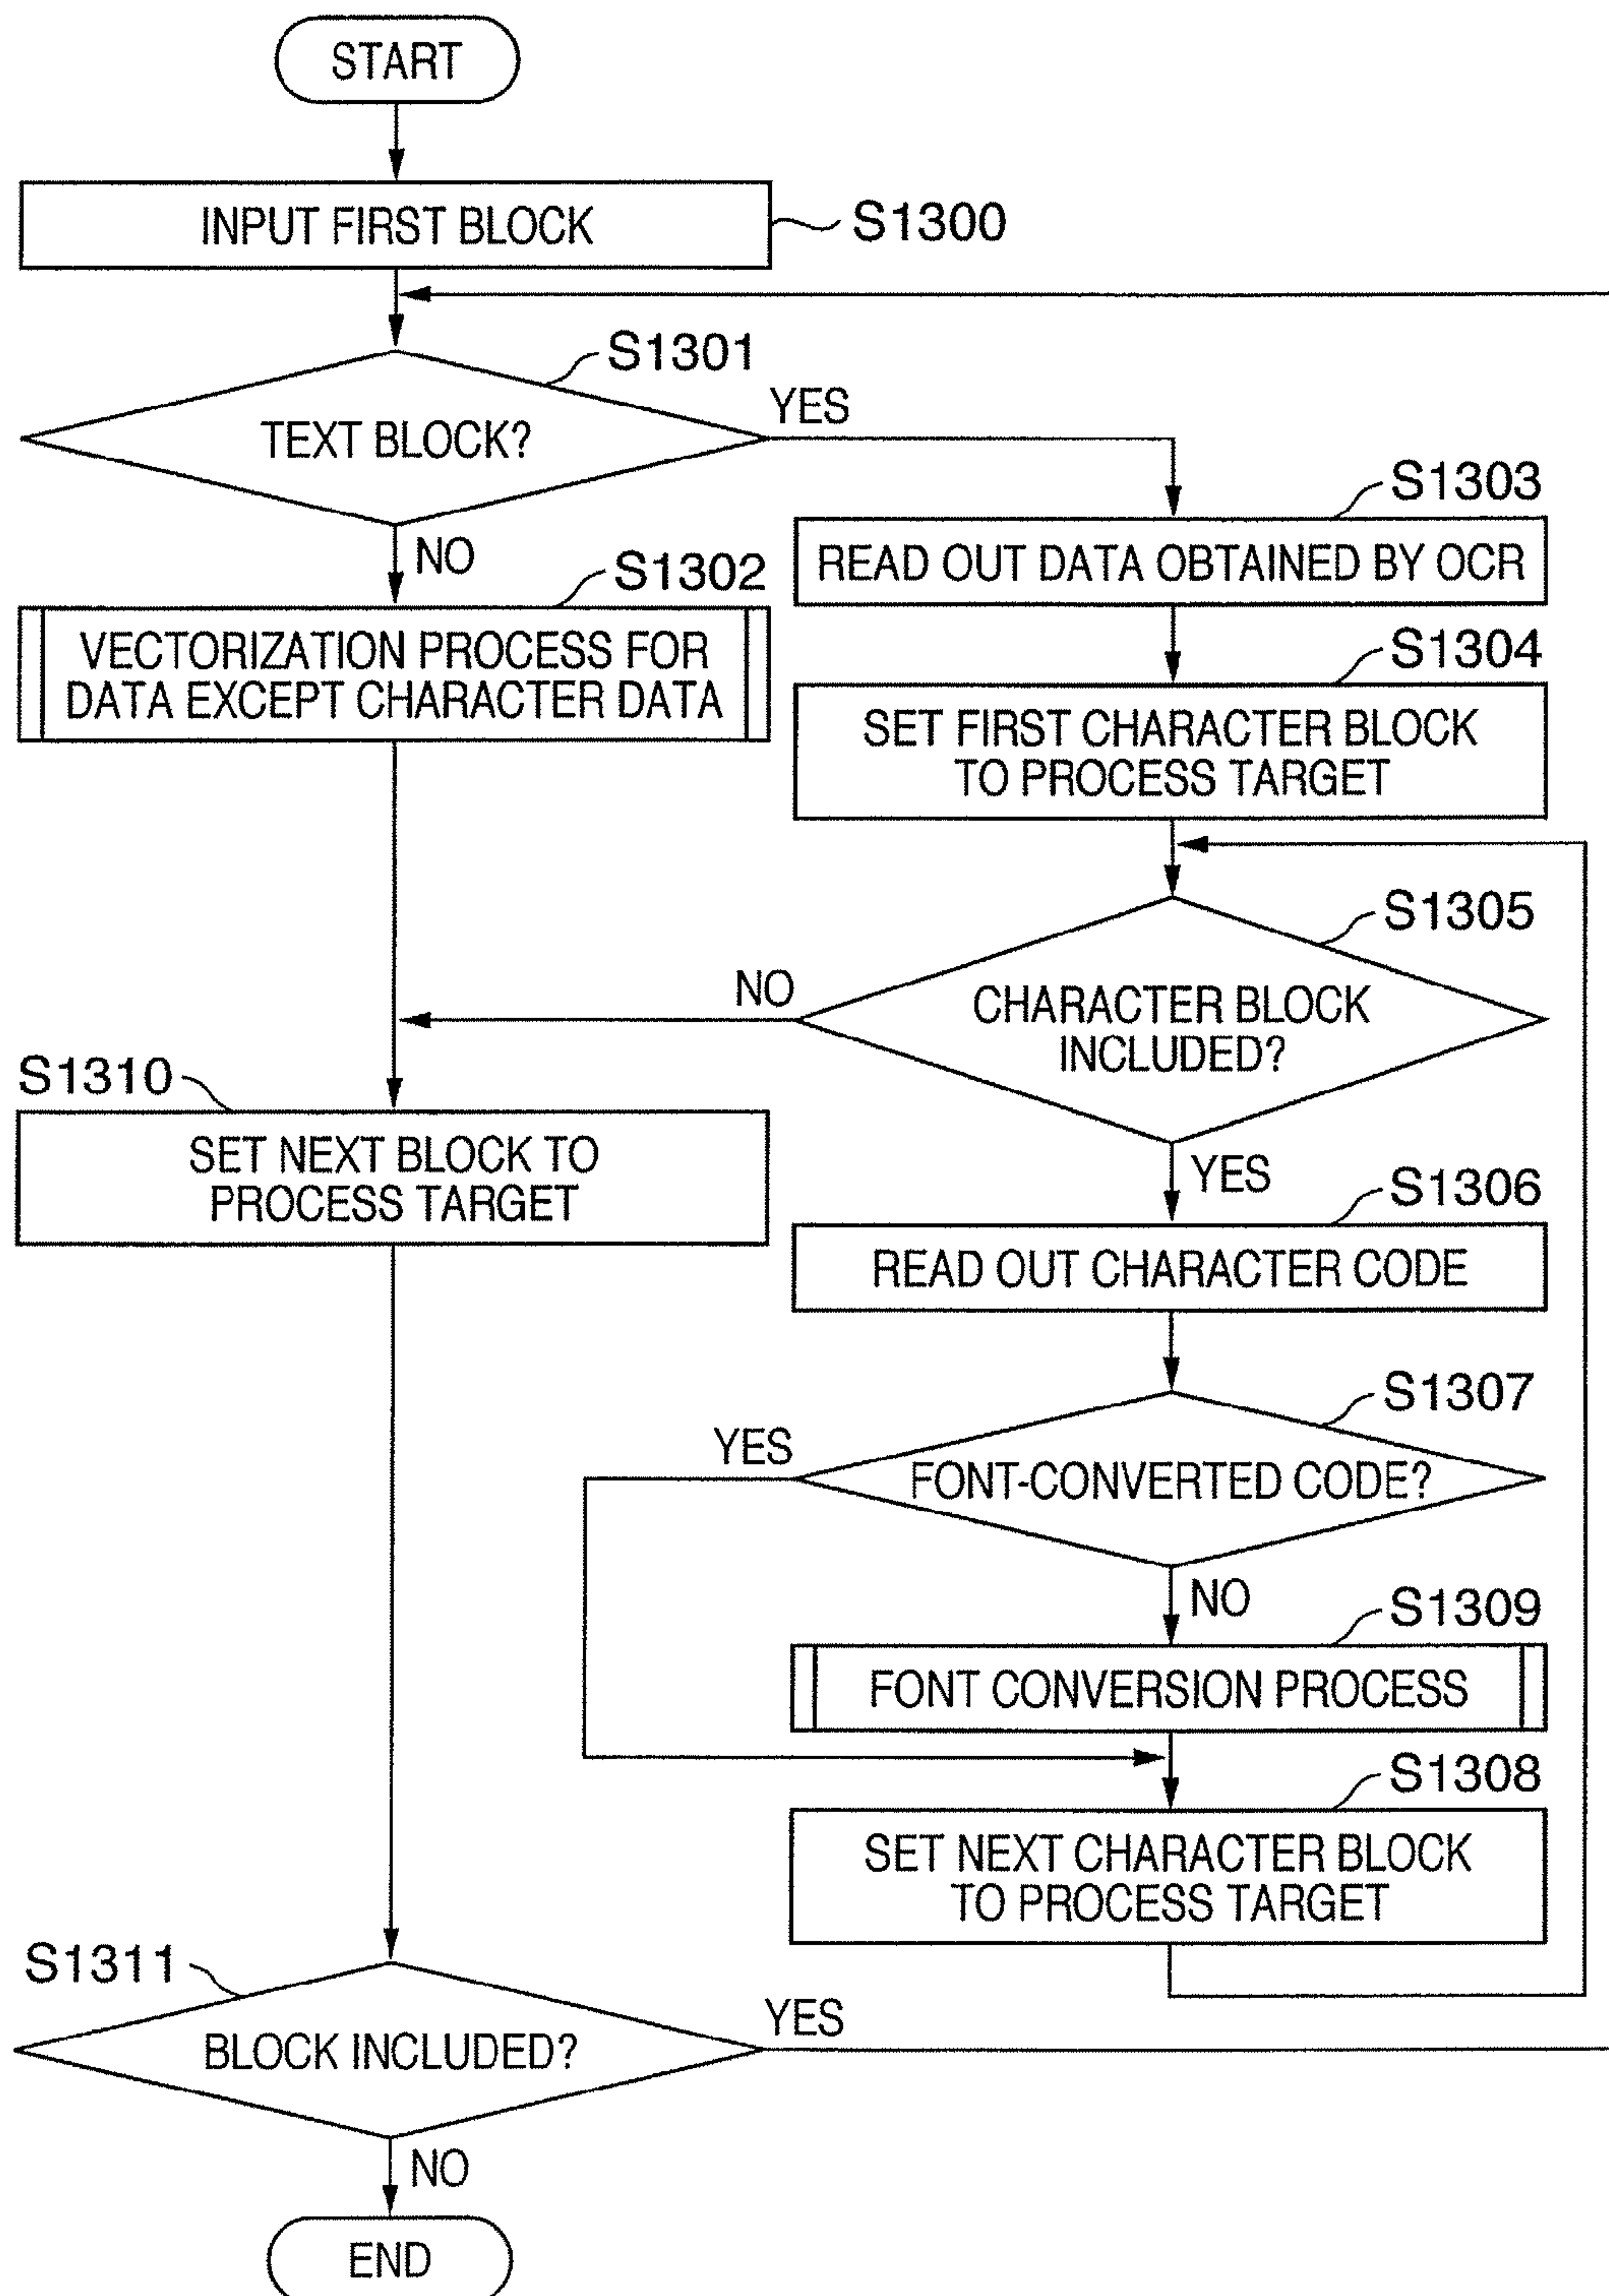 START
INPUT FIRST BLOCK
S1300
S1301
TEXT BLOCK?
YES
NO
S1302
VECTORIZATION PROCESS FOR
DATA EXCEPT CHARACTER DATA
S1303
READ OUT DATA OBTAINED BY OCR
S1304
SET FIRST CHARACTER BLOCK
TO PROCESS TARGET
S1305
CHARACTER BLOCK
INCLUDED?
NO
YES
S1310
SET NEXT BLOCK TO
PROCESS TARGET
S1306
READ OUT CHARACTER CODE
S1307
FONT-CONVERTED CODE?
YES
NO
S1309
FONT CONVERSION PROCESS
S1308
SET NEXT CHARACTER BLOCK
TO PROCESS TARGET
S1311
BLOCK INCLUDED?
YES
NO
END